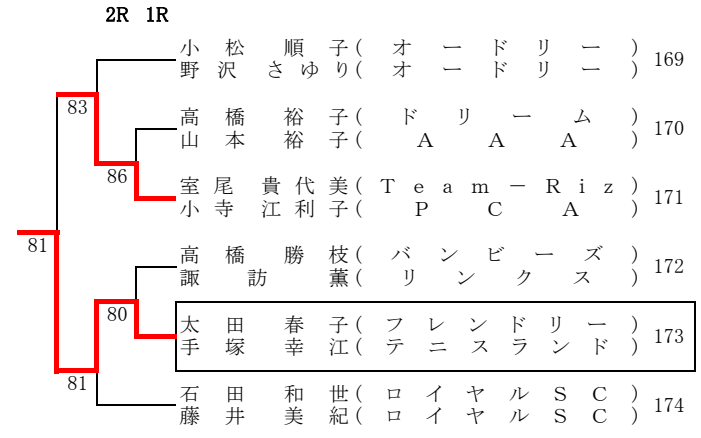 2R 1R
小松 順子(オードリー) 169
野沢さゆり(オードリー)
83
高橋 裕子(ドリーム) 170
山本 裕子(AAA)
86
室尾貴代美(Team－Riz) 171
小寺江利子(PCA)
81
高橋 勝枝(バンビーズ) 172
諏訪 薫(リンクス)
80
太田 春子(フレンドリー) 173
手塚 幸江(テニスランド)
81
石田 和世(ロイヤルSC) 174
藤井 美紀(ロイヤルSC)